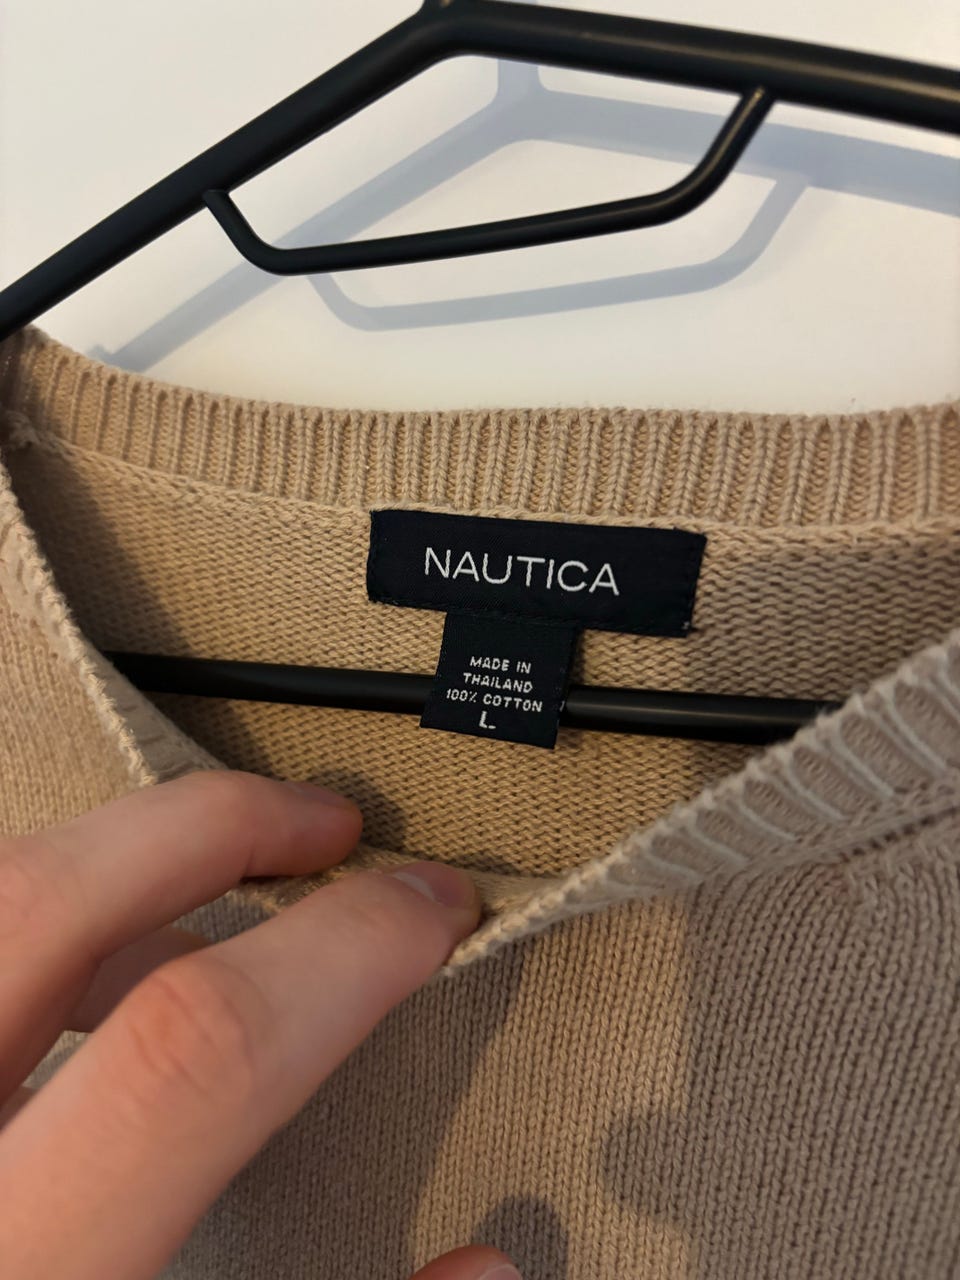 NAUTICA
MADE IN
THAILAND
100% COTTON
L